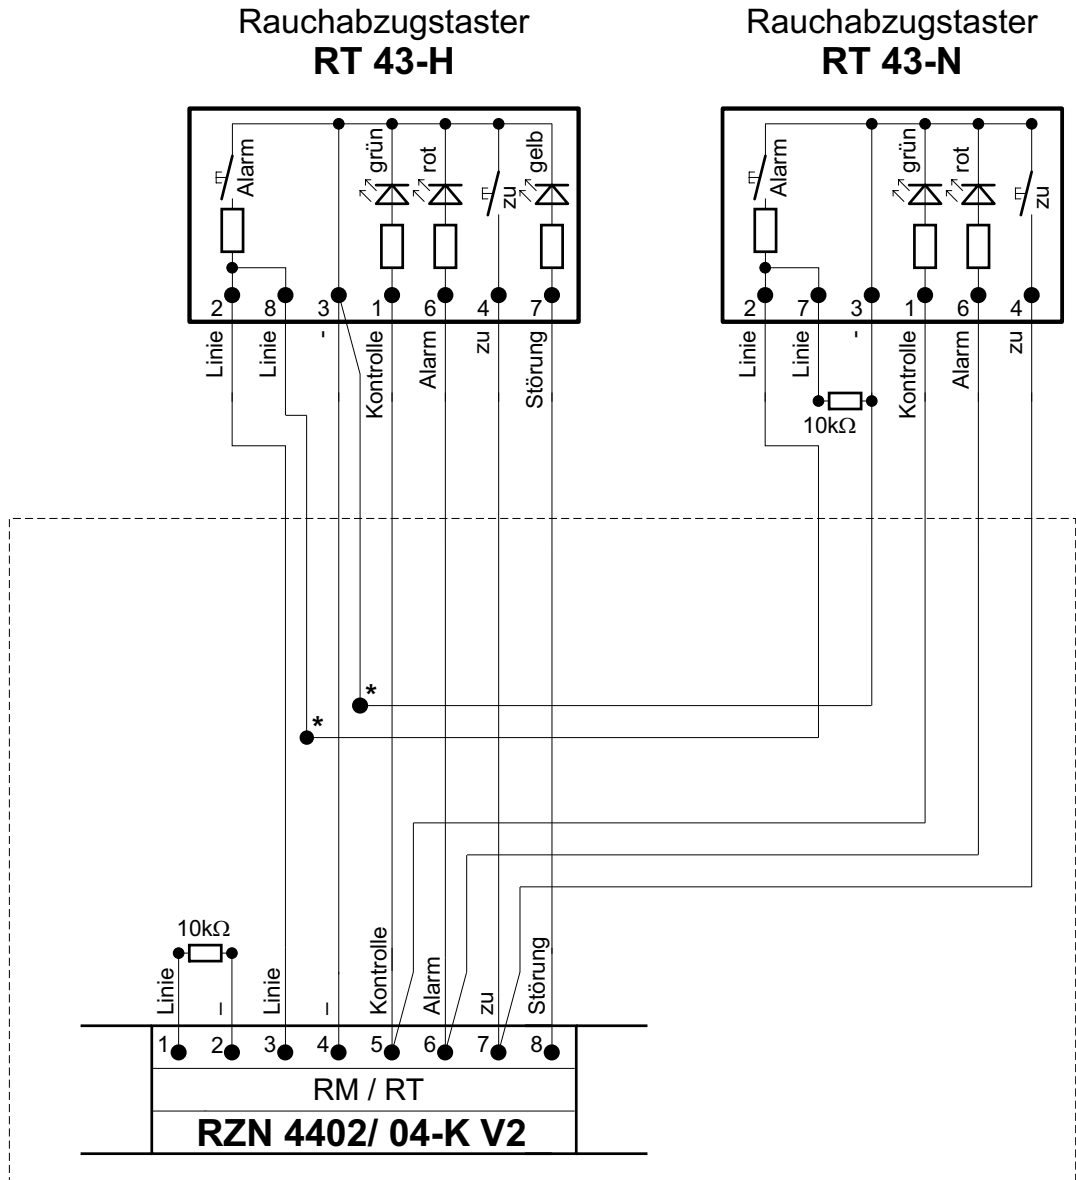 Rauchabzugstaster
RT 43-H
Rauchabzugstaster
RT 43-N
Alarm
grün
rot
zu
gelb
2 8 3 1 6 4 7
Linie
Linie
-
Kontrolle
Alarm
zu
Störung
Alarm
grün
rot
zu
2 7 3 1 6 4
Linie
Linie
-
Kontrolle
Alarm
zu
10kΩ
*
*
10kΩ
Linie
–
Linie
–
Kontrolle
Alarm
zu
Störung
1 2 3 4 5 6 7 8
RM / RT
RZN 4402/ 04-K V2